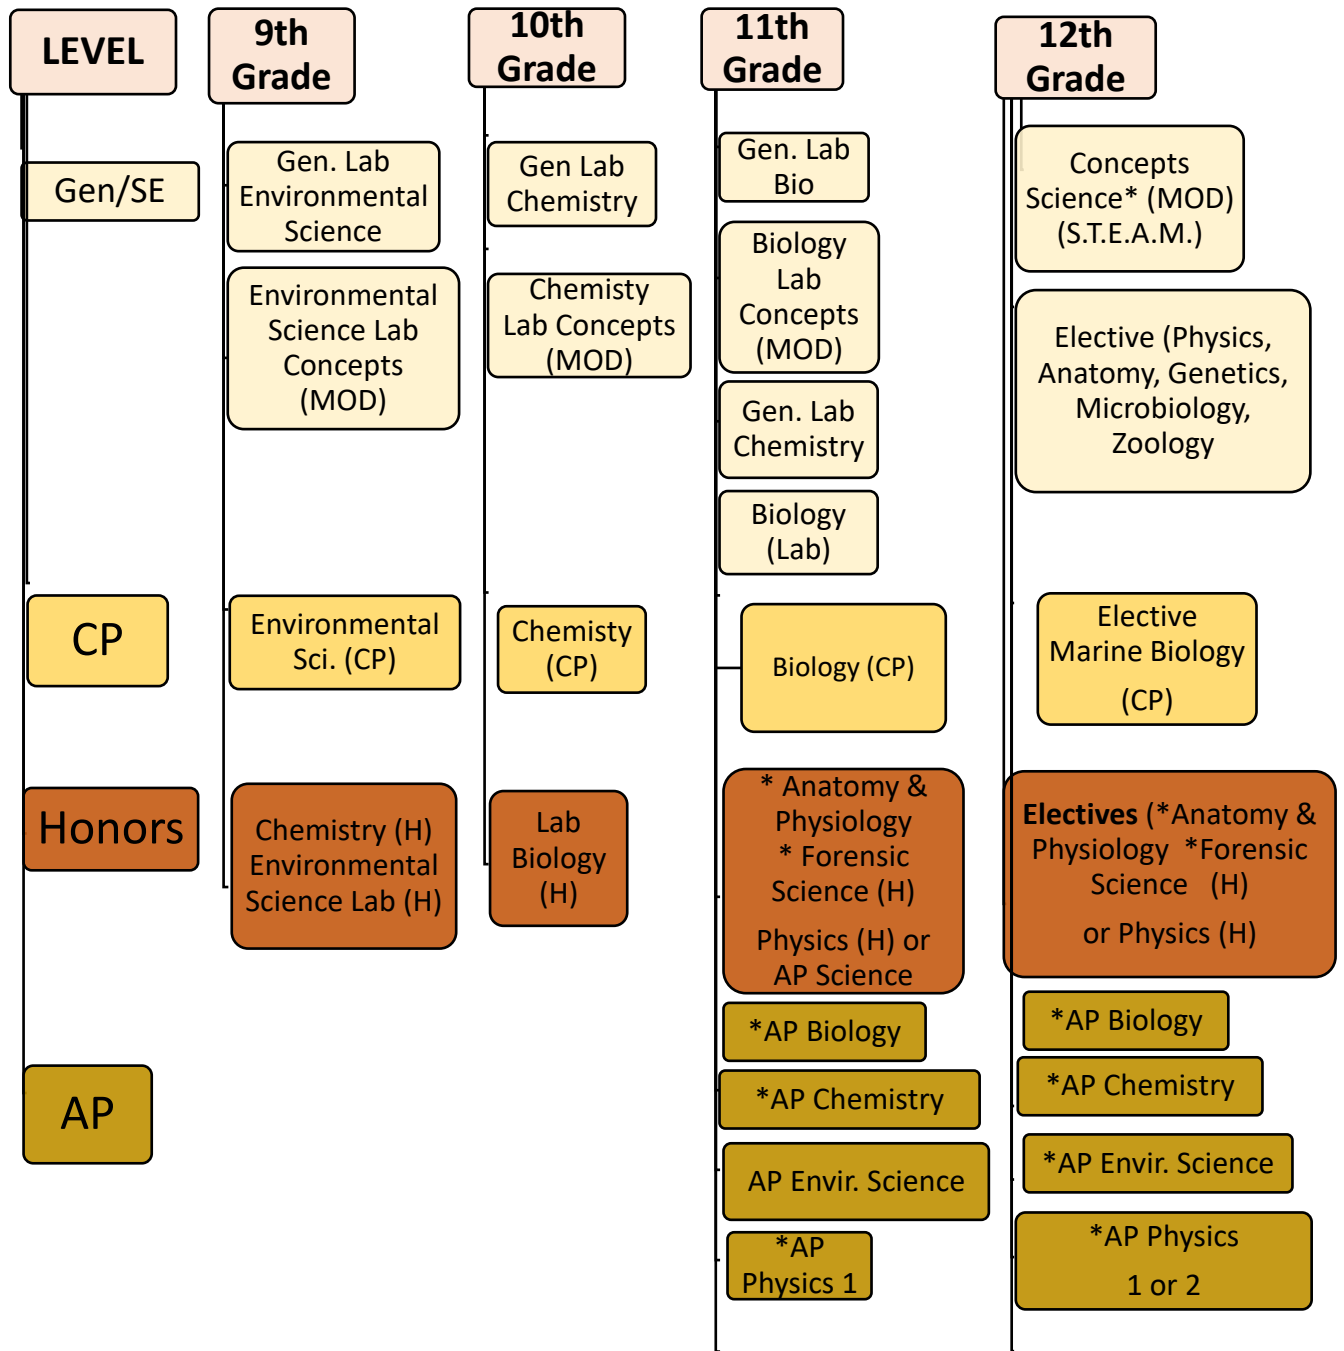 LEVEL
9th
Grade
10th
Grade
11th
Grade
12th
Grade
Gen/SE
Gen. Lab
Environmental
Science
Gen Lab
Chemistry
Gen. Lab
Bio
Concepts
Science* (MOD)
(S.T.E.A.M.)
Environmental
Science Lab
Concepts
(MOD)
Chemisty
Lab Concepts
(MOD)
Biology
Lab
Concepts
(MOD)
Elective (Physics,
Anatomy, Genetics,
Microbiology,
Zoology
Gen. Lab
Chemistry
Biology
(Lab)
CP
Environmental
Sci. (CP)
Chemisty
(CP)
Biology (CP)
Elective
Marine Biology
(CP)
Honors
Chemistry (H)
Environmental
Science Lab (H)
Lab
Biology
(H)
* Anatomy &
Physiology
* Forensic
Science (H)
Physics (H) or
AP Science
Electives (*Anatomy &
Physiology *Forensic
Science (H)
or Physics (H)
AP
*AP Biology
*AP Chemistry
AP Envir. Science
*AP
Physics 1
*AP Biology
*AP Chemistry
*AP Envir. Science
*AP Physics
1 or 2